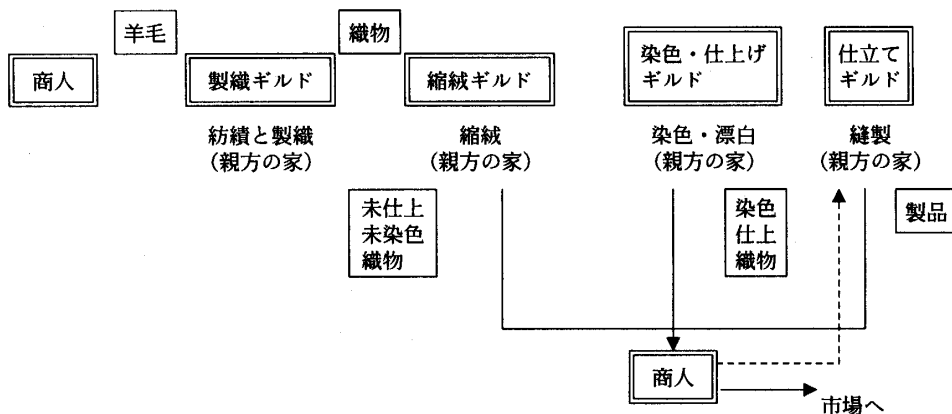 羊毛
織物
商人
製織ギルド
縮絨ギルド
染色・仕上げ
ギルド
仕立て
ギルド
紡績と製織
(親方の家)
縮絨
(親方の家)
染色・漂白
(親方の家)
縫製
(親方の家)
未仕上
未染色
織物
染色
仕上
織物
製品
商人
市場へ